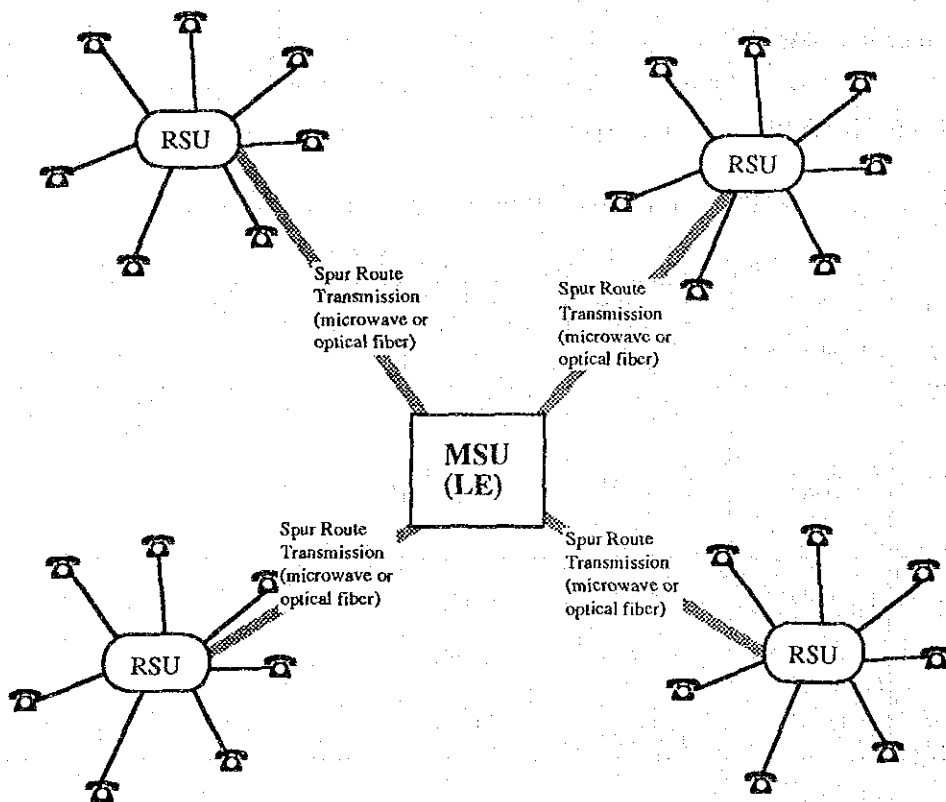 RSU
RSU
Spur Route
Transmission
(microwave or
optical fiber)
Spur Route
Transmission
(microwave or
optical fiber)
MSU
(LE)
Spur Route
Transmission
(microwave or
optical fiber)
Spur Route
Transmission
(microwave or
optical fiber)
RSU
RSU